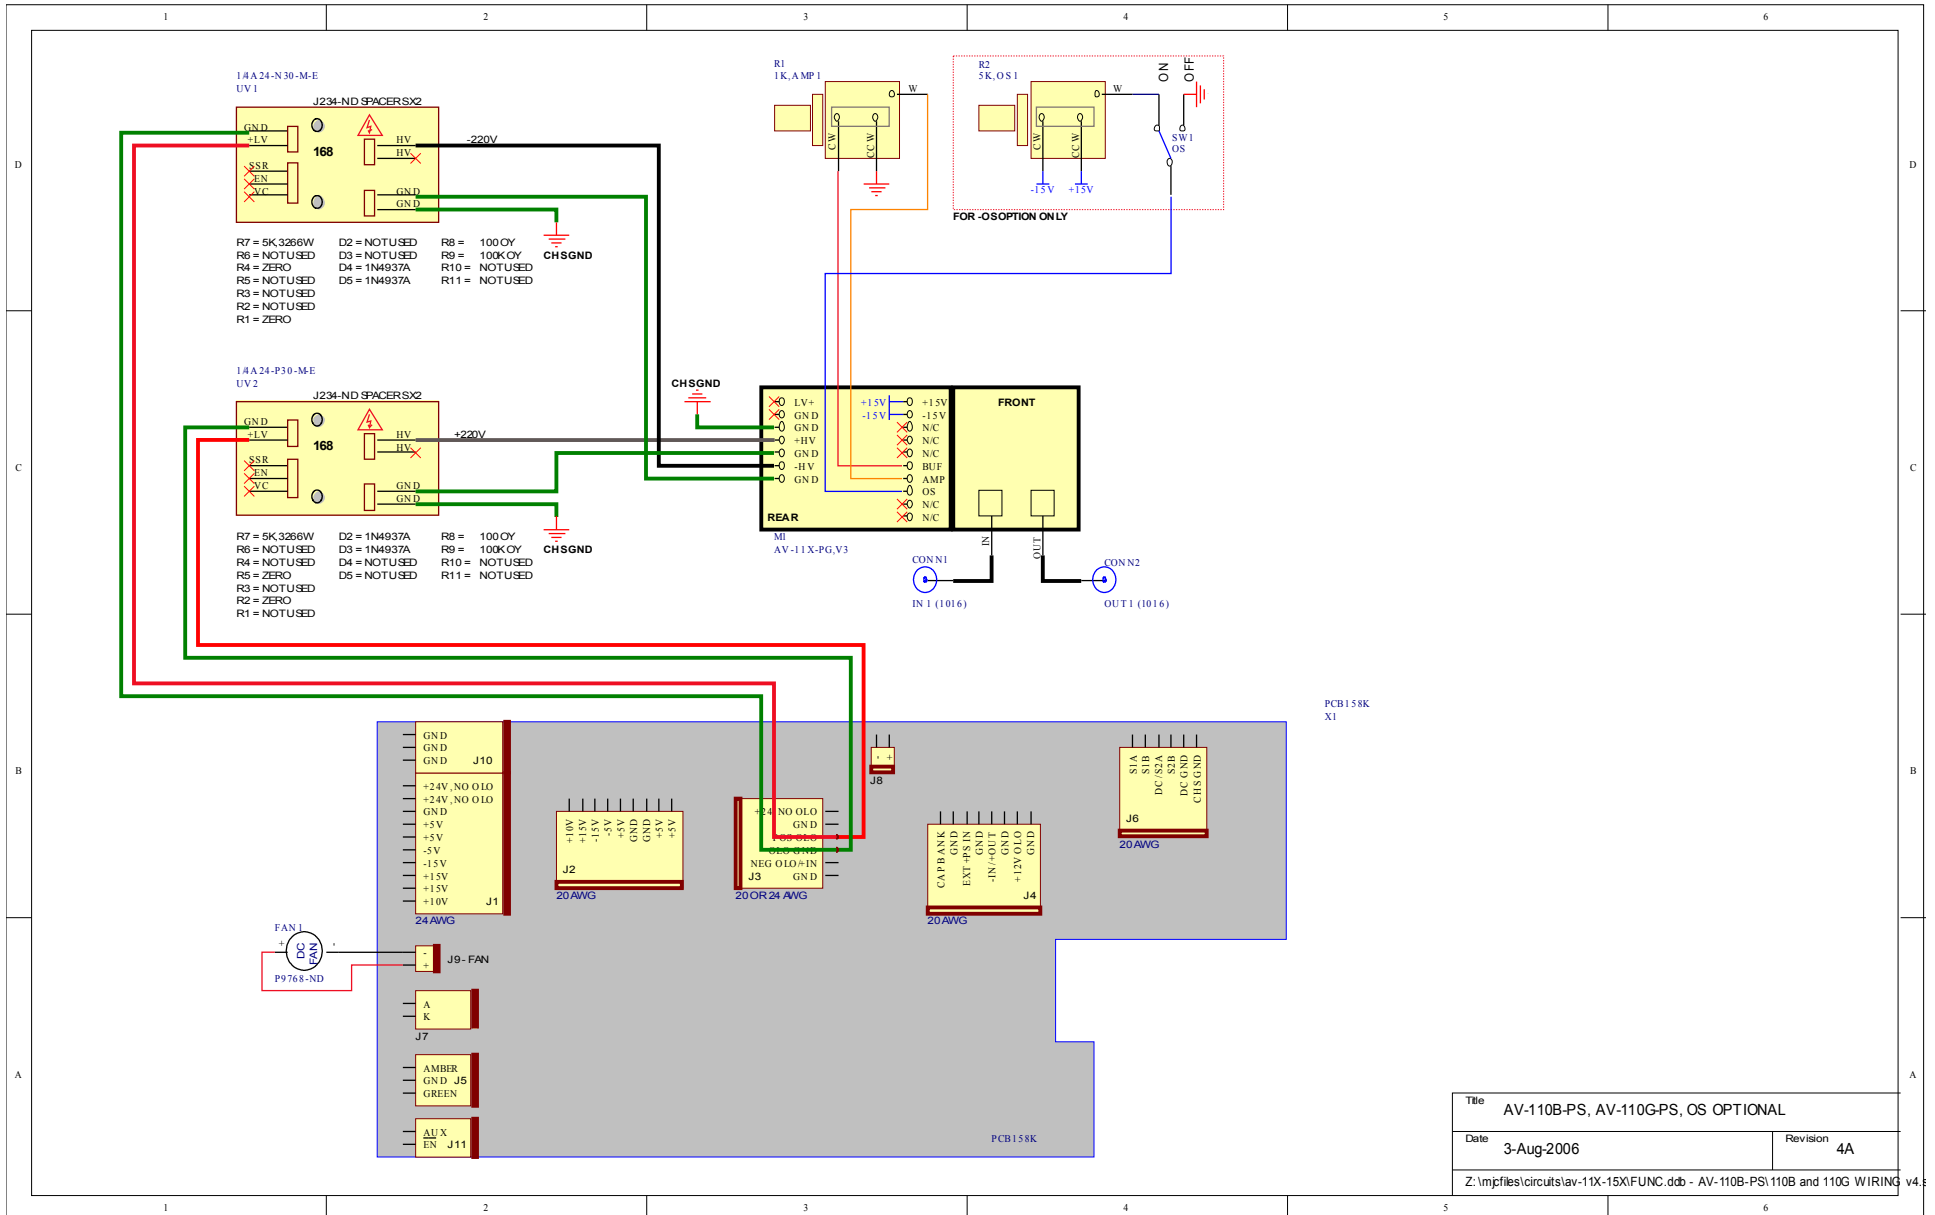 1 2 3 4 5 6
D
C
B
A
1/4A24-N30-M-E
UV1
J234-ND SPACERSX2
GND
+LV
SSR
EN
VC
168
HV
HV
GND
GND
-220V
CHSGND
R7 = 5K,3266W D2 = NOT USED R8 = 100 OY
R6 = NOT USED D3 = NOT USED R9 = 100K OY
R4 = ZERO D4 = 1N4937A R10 = NOT USED
R5 = NOT USED D5 = 1N4937A R11 = NOT USED
R3 = NOT USED
R2 = NOT USED
R1 = ZERO
R1
1K,AMP1
W
CW
CCW
R2
5K,OS1
W
CW
CCW
-15V
+15V
ON
OFF
SW1
OS
FOR -OS OPTION ONLY
1/4A24-P30-M-E
UV2
J234-ND SPACERSX2
GND
+LV
SSR
EN
VC
168
HV
HV
GND
GND
+220V
CHSGND
R7 = 5K,3266W D2 = 1N4937A R8 = 100 OY
R6 = NOT USED D3 = 1N4937A R9 = 100K OY
R4 = NOT USED D4 = NOT USED R10 = NOT USED
R5 = ZERO D5 = NOT USED R11 = NOT USED
R3 = NOT USED
R2 = ZERO
R1 = NOT USED
CHSGND
LV+
GND
GND
+HV
GND
-HV
GND
REAR
+15V
-15V
+15V
-15V
N/C
N/C
N/C
BUF
AMP
OS
N/C
N/C
FRONT
M1
AV-11X-PG,V3
IN
OUT
CONN1
IN 1 (1016)
CONN2
OUT1 (1016)
PCB158K
X1
GND
GND
GND
J10
+24V,NO OLO
+24V,NO OLO
GND
+5V
+5V
-5V
-15V
+15V
+15V
+10V
J1
24 AWG
+10V
+15V
-15V
-5V
+5V
GND
GND
+5V
+5V
J2
20 AWG
+24 NO OLO
GND
POS OLO
OLO GND
NEG OLO/+IN
GND
J3
20 OR 24 AWG
- +
J8
CAP BANK
GND
EXT +PS IN
GND
-IN/+OUT
GND
+12V OLO
GND
J4
20 AWG
S1A
S1B
DC/S2A
S2B
DC GND
CHS GND
J6
20 AWG
FAN1
+
-
DC FAN
P9768-ND
-
+
J9 - FAN
A
K
J7
AMBER
GND
GREEN
J5
AUX
EN
J11
PCB158K
D
C
B
A
Title
AV-110B-PS, AV-110G-PS, OS OPTIONAL
Date
3-Aug-2006
Revision
4A
Z:\mjcfiles\circuits\av-11X-15X\FUNC.ddb - AV-110B-PS\110B and 110G WIRING v4.s
1 2 3 4 5 6